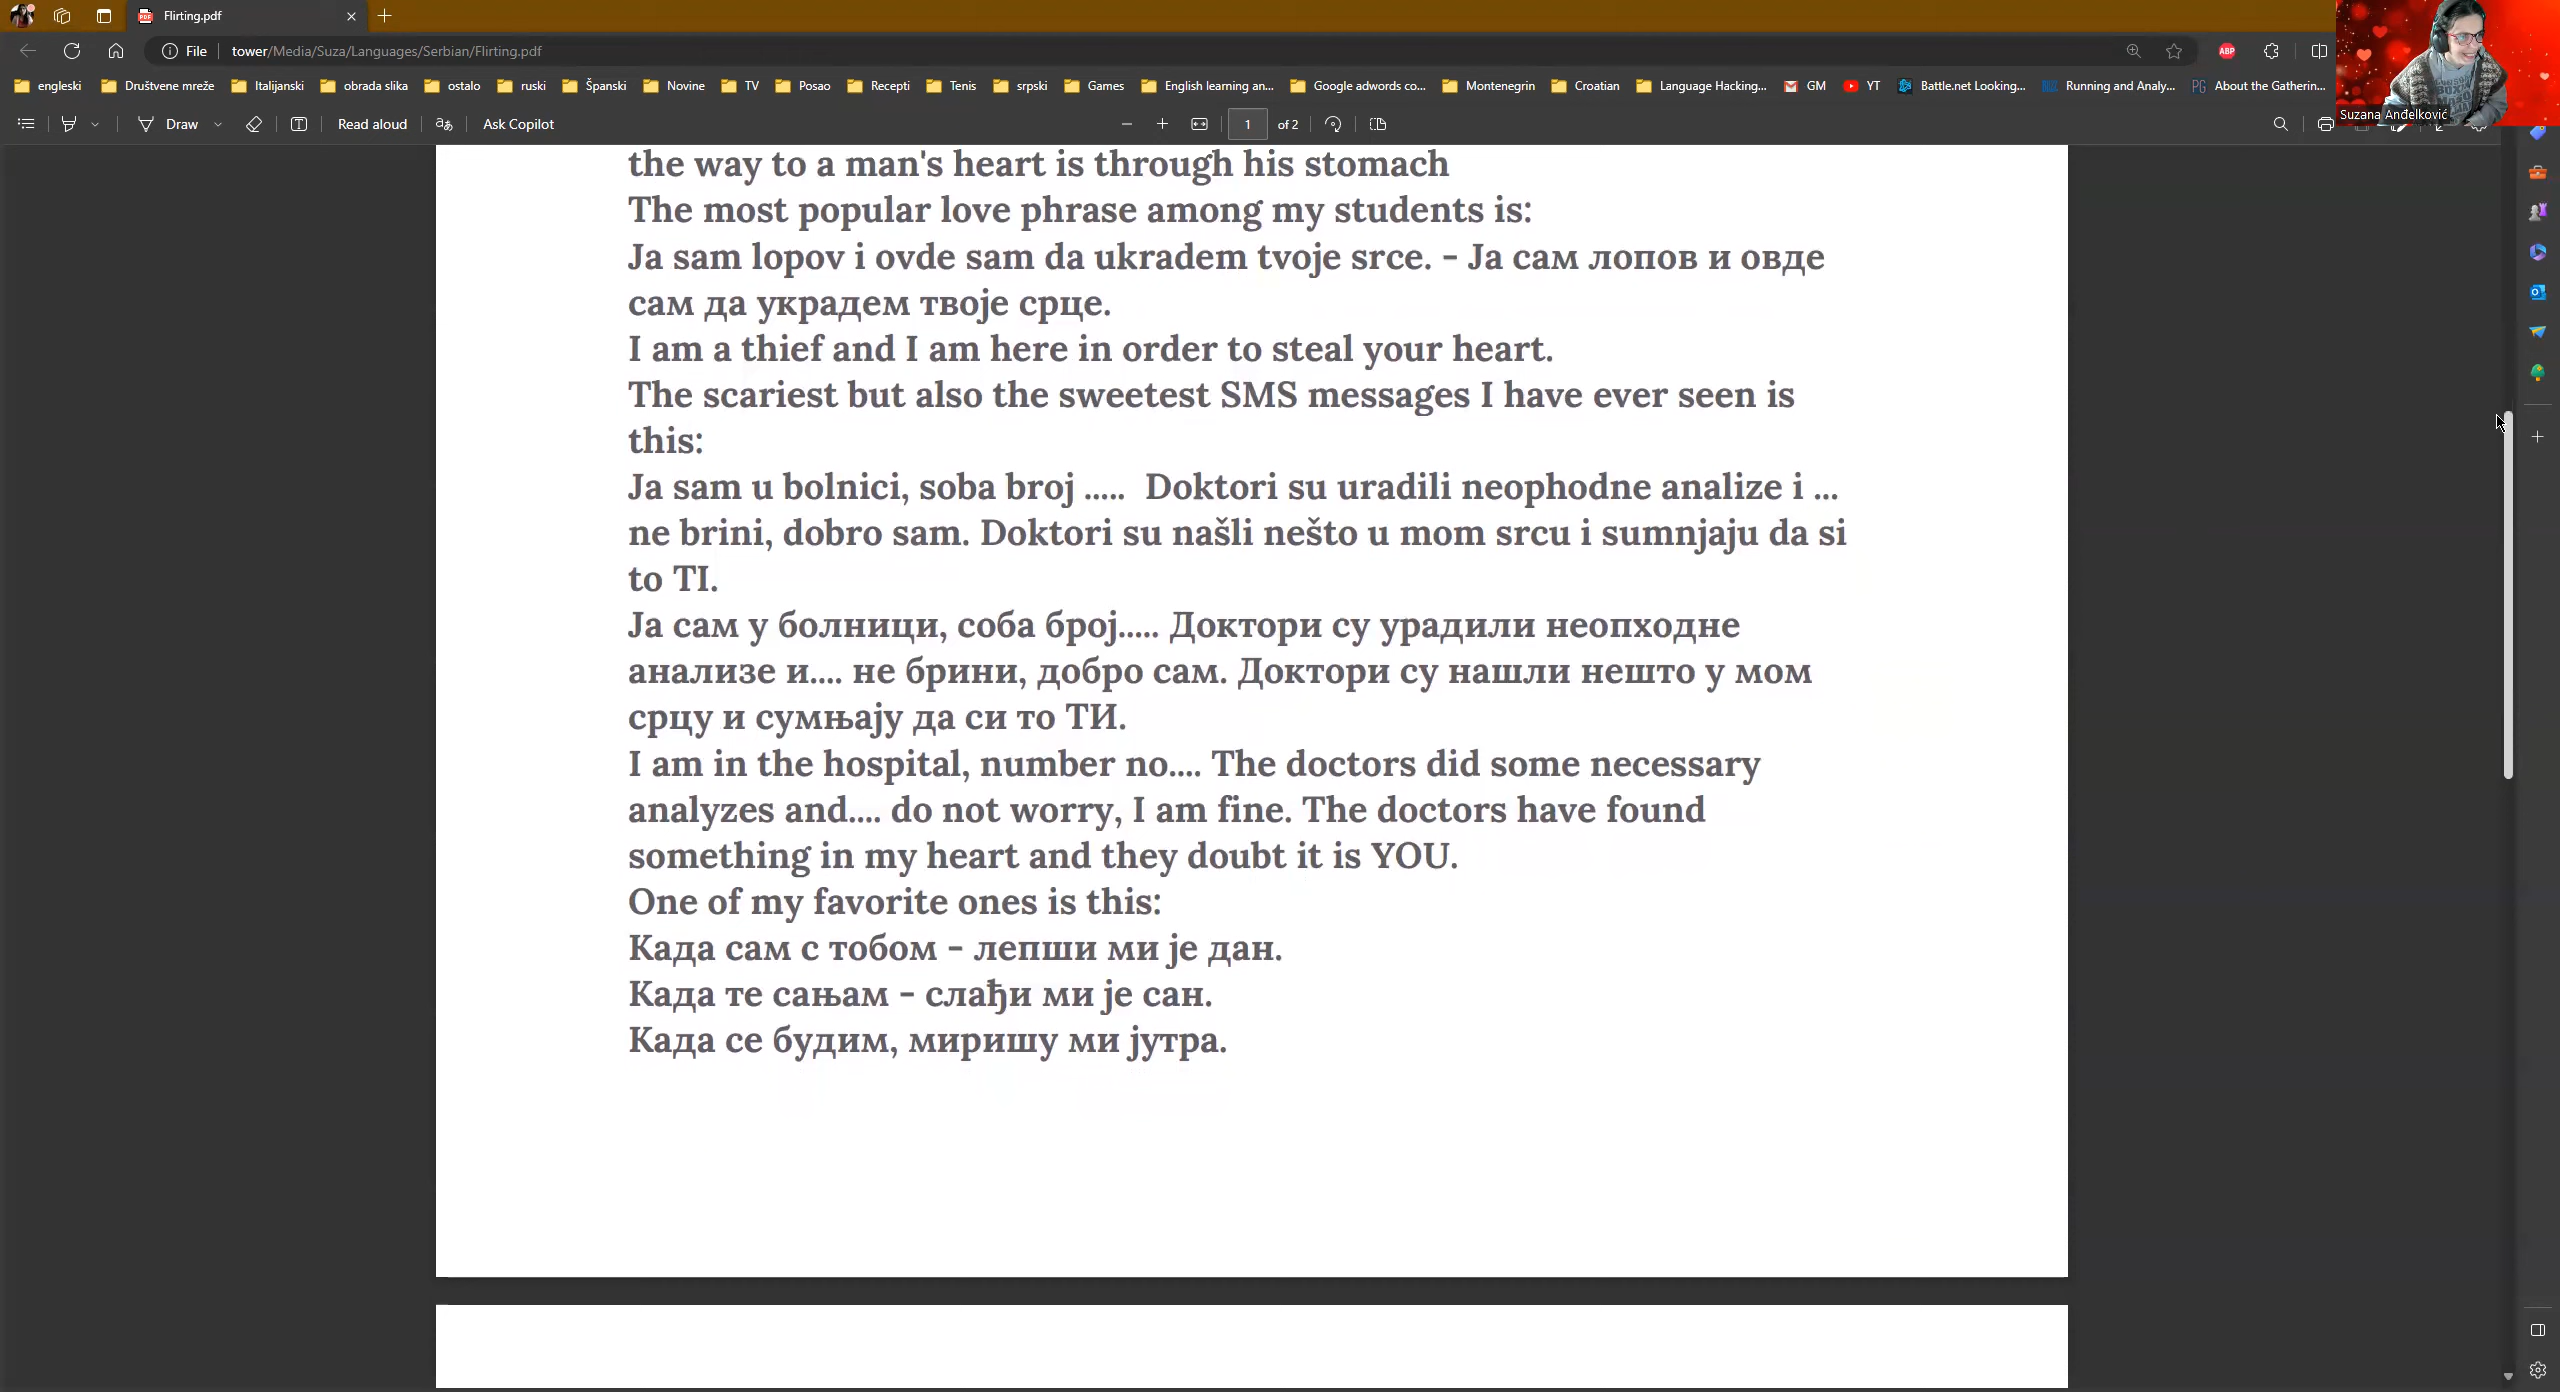 Flirting.pdf
File tower/Media/Suza/Languages/Serbian/Flirting.pdf
ABP
engleski Društvene mreže Italijanski obrada slika ostalo ruski Španski Novine TV Posao Recepti Tenis srpski Games English learning an... Google adwords co... Montenegrin Croatian Language Hacking... GM YT Battle.net Looking... Running and Analy... PG About the Gatherin...
Suzana Anđelković
Draw Read aloud Ask Copilot 1 of 2
the way to a man's heart is through his stomach
The most popular love phrase among my students is:
Ja sam lopov i ovde sam da ukradem tvoje srce. - Ја сам лопов и овде
сам да украдем твоје срце.
I am a thief and I am here in order to steal your heart.
The scariest but also the sweetest SMS messages I have ever seen is
this:
Ja sam u bolnici, soba broj ..... Doktori su uradili neophodne analize i ...
ne brini, dobro sam. Doktori su našli nešto u mom srcu i sumnjaju da si
to TI.
Ја сам у болници, соба број..... Доктори су урадили неопходне
анализе и.... не брини, добро сам. Доктори су нашли нешто у мом
срцу и сумњају да си то ТИ.
I am in the hospital, number no.... The doctors did some necessary
analyzes and.... do not worry, I am fine. The doctors have found
something in my heart and they doubt it is YOU.
One of my favorite ones is this:
Када сам с тобом - лепши ми је дан.
Када те сањам - слађи ми је сан.
Када се будим, миришу ми јутра.